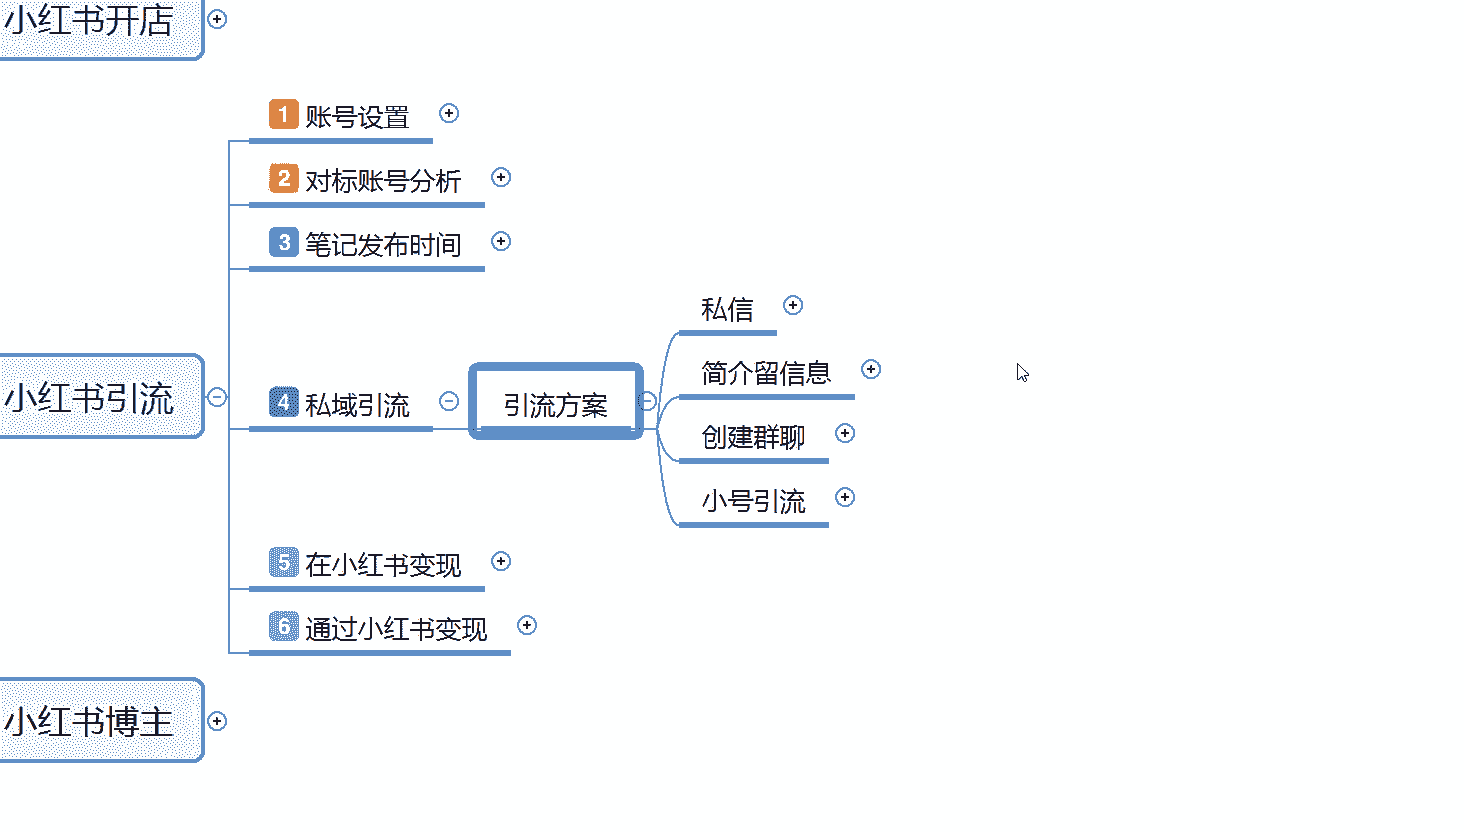 小红书开店
1 账号设置
2 对标账号分析
3 笔记发布时间
小红书引流
4 私域引流
引流方案
私信
简介留信息
创建群聊
小号引流
5 在小红书变现
6 通过小红书变现
小红书博主